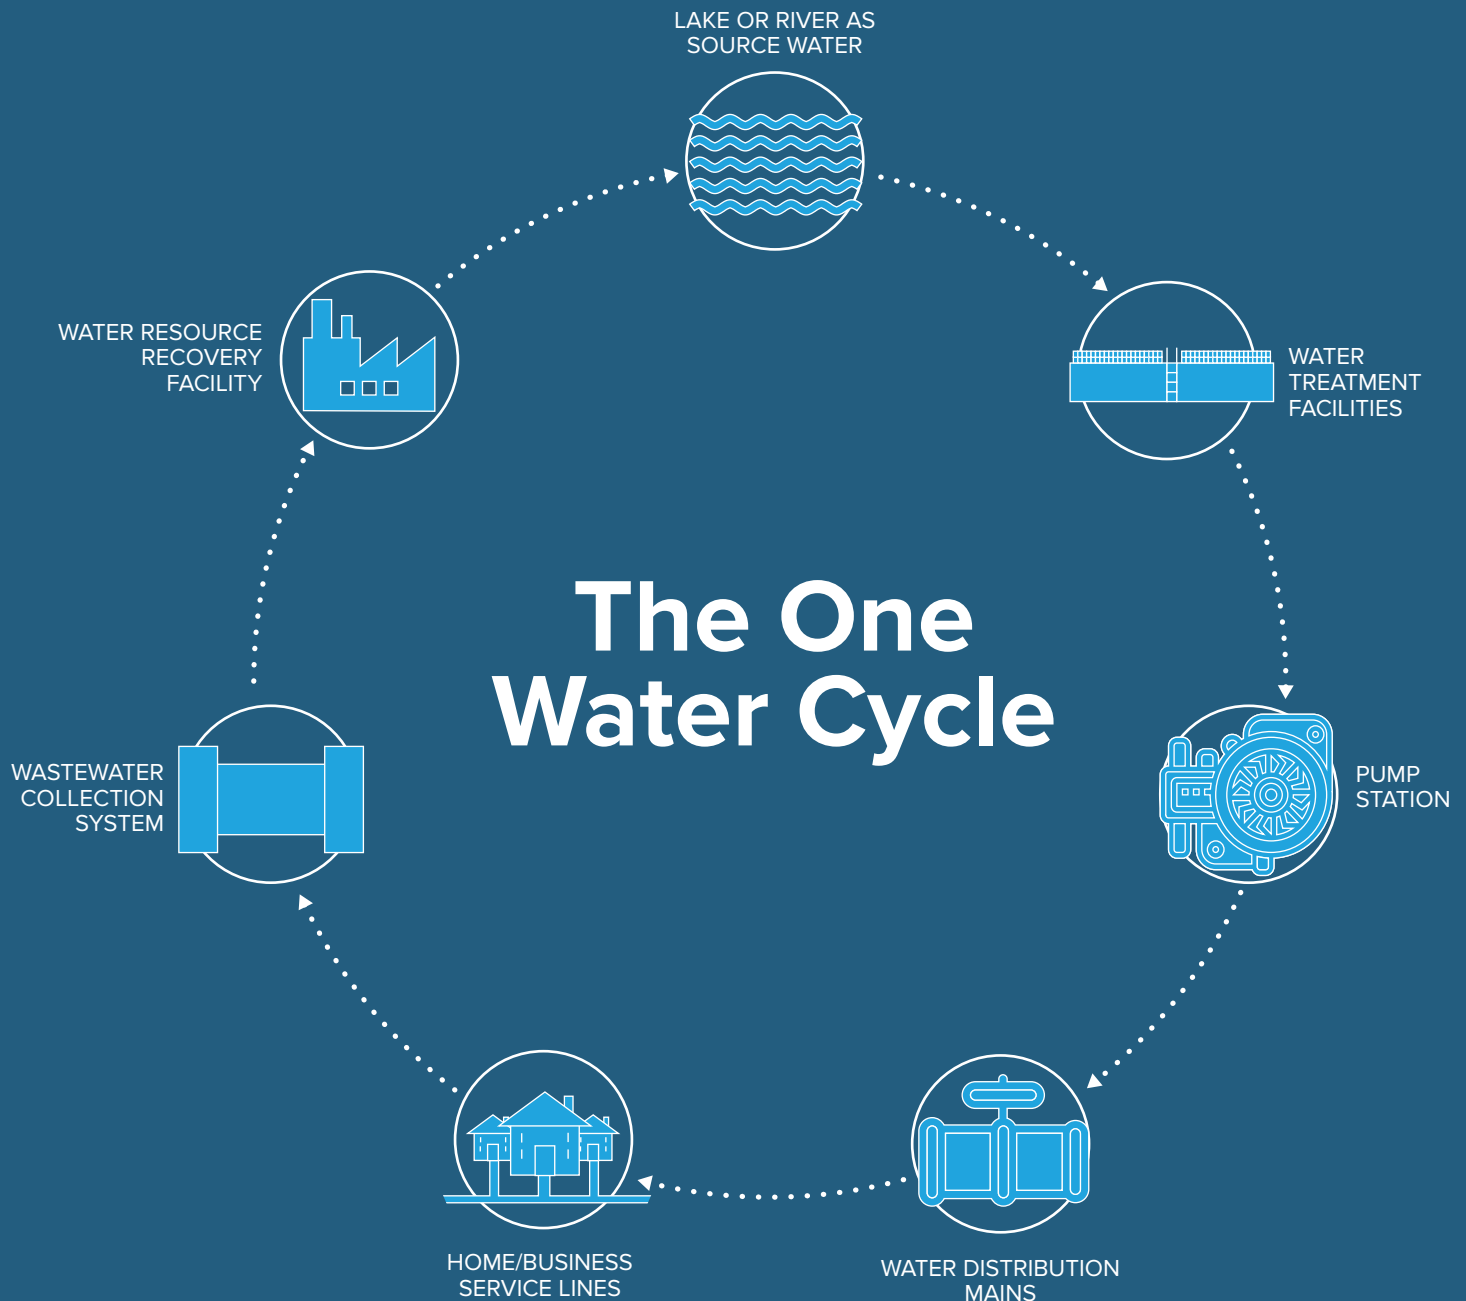 LAKE OR RIVER AS
SOURCE WATER
WATER RESOURCE
RECOVERY
FACILITY
WATER
TREATMENT
FACILITIES
The One
Water Cycle
WASTEWATER
COLLECTION
SYSTEM
PUMP
STATION
HOME/BUSINESS
SERVICE LINES
WATER DISTRIBUTION
MAINS